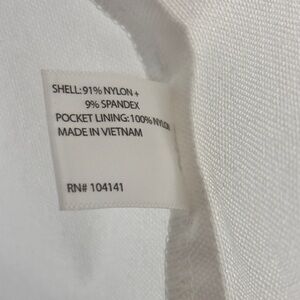 SHELL: 91% NYLON +
9% SPANDEX
POCKET LINING: 100% NYLON
MADE IN VIETNAM
RN# 104141